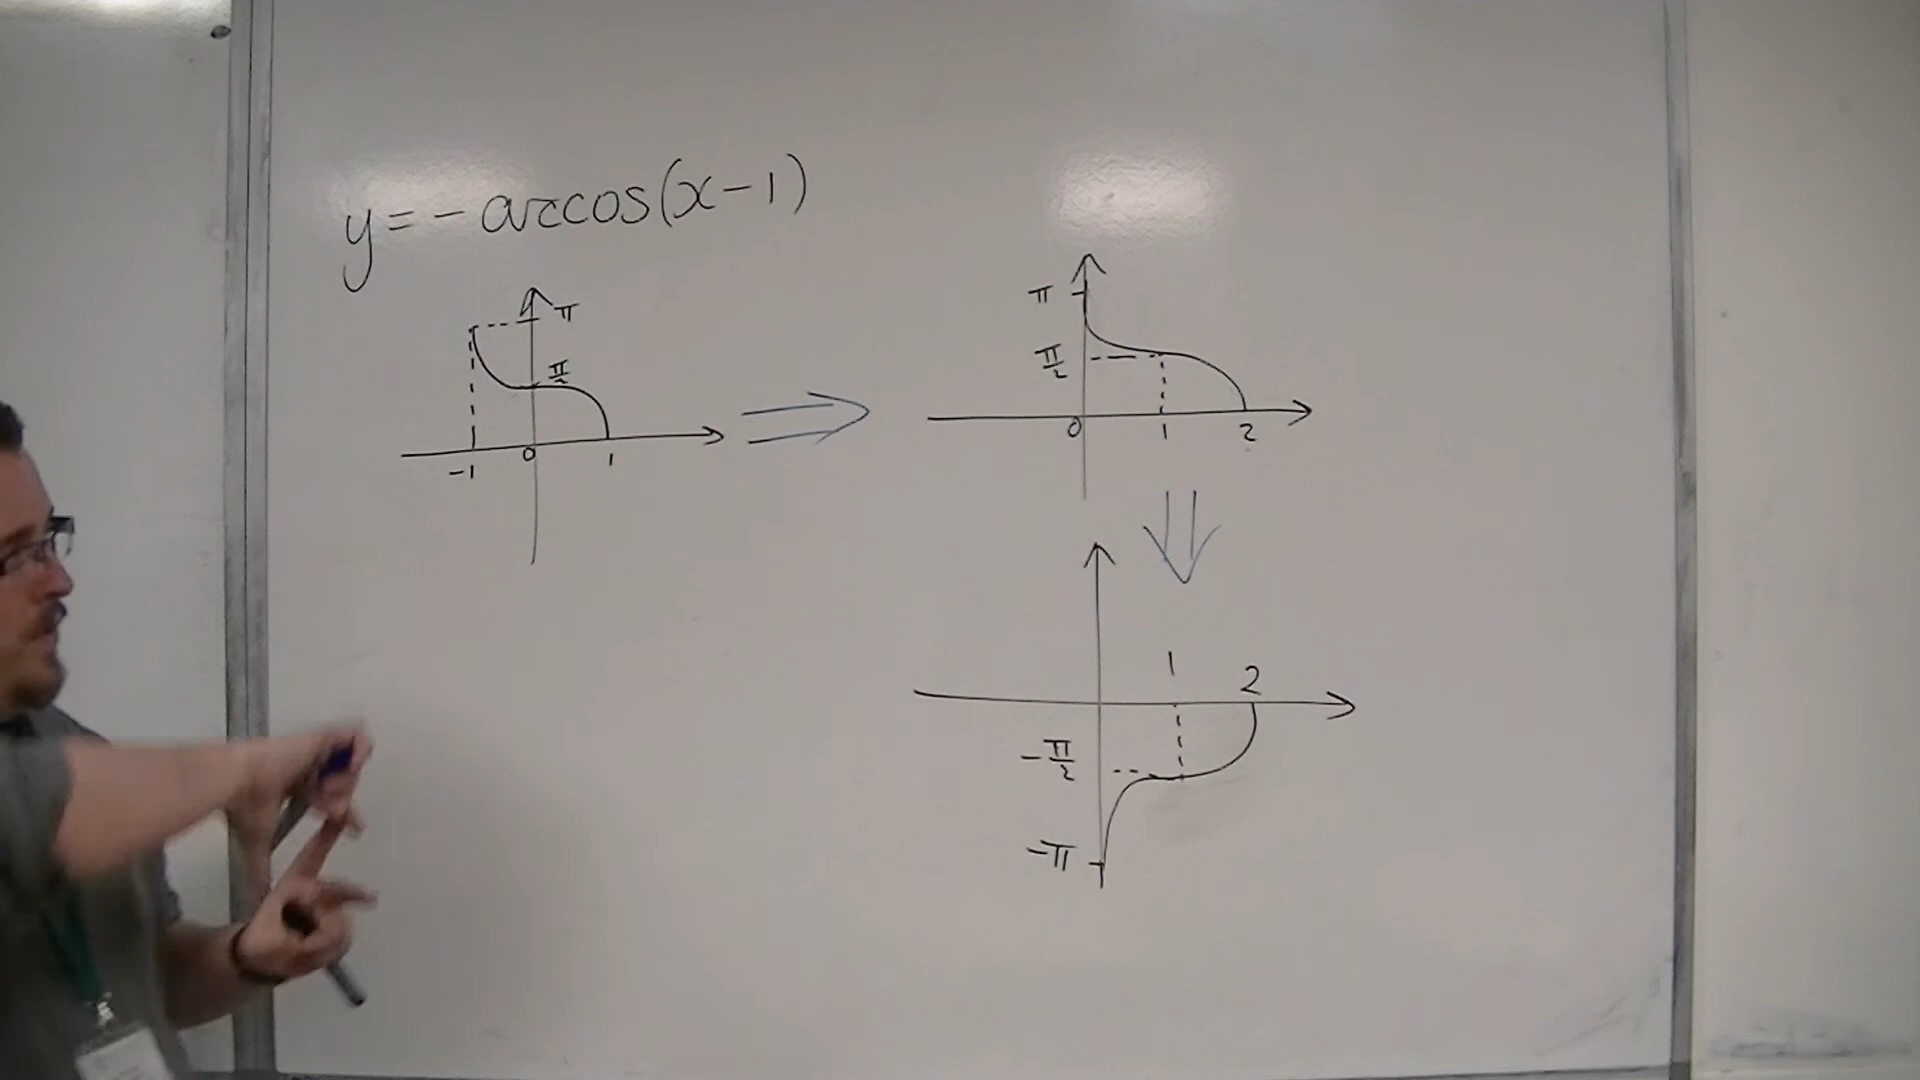 y = - arccos(x-1)
π
π/2
-1 0 1
π
π/2
0 1 2
1 2
-π/2
-π